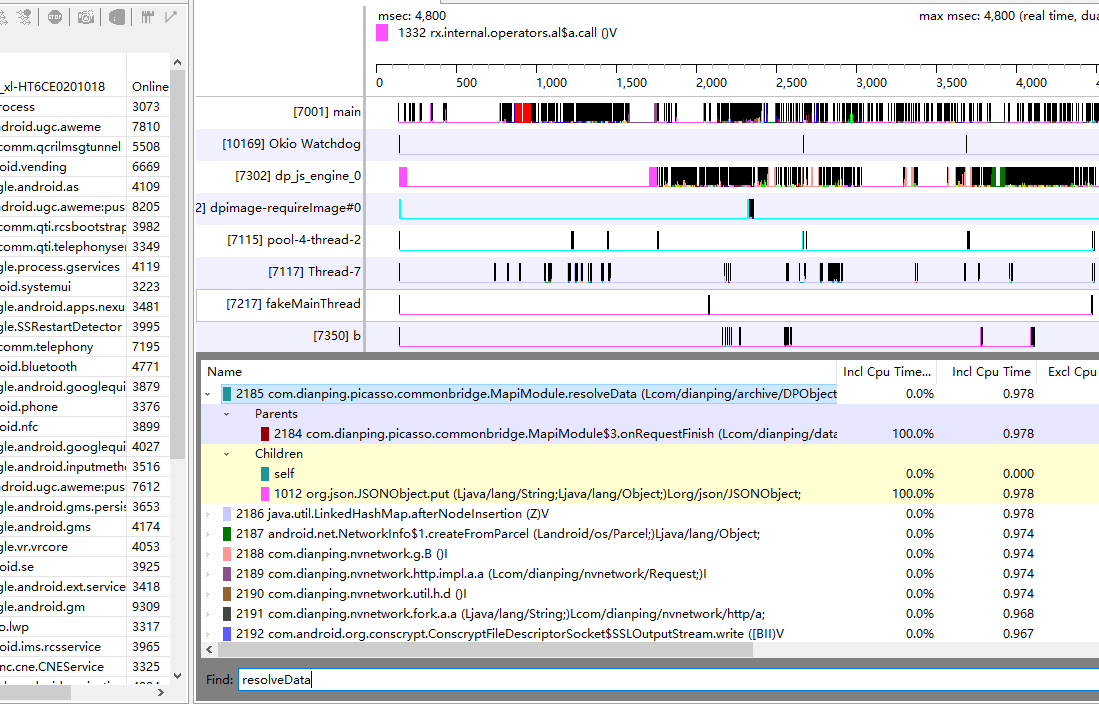 _xl-HT6CE0201018 Online
rocess 3073
ndroid.ugc.aweme 7810
comm.qcrilmsgtunnel 5508
oid.vending 6669
gle.android.as 4109
ndroid.ugc.aweme:pus 8205
comm.qti.rcsbootstrap 3982
comm.qti.telephonyser 3349
gle.process.gservices 4119
oid.systemui 3223
gle.android.apps.nexu 3481
gle.SSRestartDetector 3995
comm.telephony 7195
oid.bluetooth 4771
gle.android.googlequi 3879
oid.phone 3376
oid.nfc 3899
gle.android.googlequi 4027
gle.android.inputmeth 3516
ndroid.ugc.aweme:pus 7612
gle.android.gms.persis 3653
gle.android.gms 4174
gle.vr.vrcore 4053
oid.se 3925
gle.android.ext.service 3418
gle.android.gm 9309
o.lwp 3317
oid.ims.rcsservice 3965
nc.cne.CNEService 3325
msec: 4,800 max msec: 4,800 (real time, dua
1332 rx.internal.operators.al$a.call ()V
0 500 1,000 1,500 2,000 2,500 3,000 3,500 4,000 4
[7001] main
[10169] Okio Watchdog
[7302] dp_js_engine_0
2] dpimage-requireImage#0
[7115] pool-4-thread-2
[7117] Thread-7
[7217] fakeMainThread
[7350] b
Name Incl Cpu Time... Incl Cpu Time Excl Cpu
2185 com.dianping.picasso.commonbridge.MapiModule.resolveData (Lcom/dianping/archive/DPObject 0.0% 0.978
Parents
2184 com.dianping.picasso.commonbridge.MapiModule$3.onRequestFinish (Lcom/dianping/data 100.0% 0.978
Children
self 0.0% 0.000
1012 org.json.JSONObject.put (Ljava/lang/String;Ljava/lang/Object;)Lorg/json/JSONObject; 100.0% 0.978
2186 java.util.LinkedHashMap.afterNodeInsertion (Z)V 0.0% 0.978
2187 android.net.NetworkInfo$1.createFromParcel (Landroid/os/Parcel;)Ljava/lang/Object; 0.0% 0.974
2188 com.dianping.nvnetwork.g.B ()I 0.0% 0.974
2189 com.dianping.nvnetwork.http.impl.a.a (Lcom/dianping/nvnetwork/Request;)I 0.0% 0.974
2190 com.dianping.nvnetwork.util.h.d ()I 0.0% 0.974
2191 com.dianping.nvnetwork.fork.a.a (Ljava/lang/String;)Lcom/dianping/nvnetwork/http/a; 0.0% 0.968
2192 com.android.org.conscrypt.ConscryptFileDescriptorSocket$SSLOutputStream.write ([BII)V 0.0% 0.967
Find: resolveData